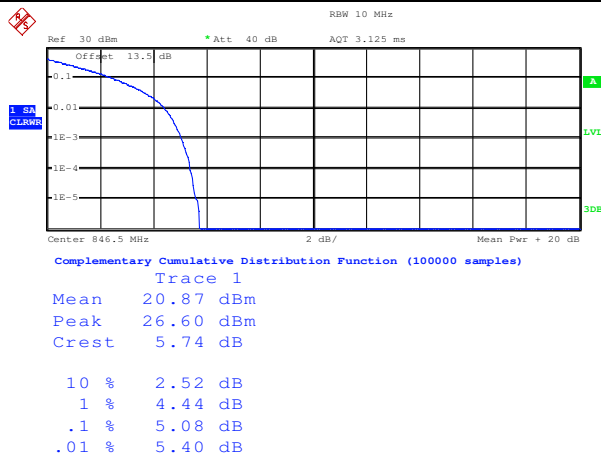 RBW 10 MHz
Ref 30 dBm *Att 40 dB AQT 3.125 ms
Offset 13.5 dB
0.1
A
0.01
1 SA
CLRWR
1E-3
LVL
1E-4
1E-5
3DB
Center 846.5 MHz 2 dB/ Mean Pwr + 20 dB
Complementary Cumulative Distribution Function (100000 samples)
Trace 1
Mean 20.87 dBm
Peak 26.60 dBm
Crest 5.74 dB
10 % 2.52 dB
1 % 4.44 dB
.1 % 5.08 dB
.01 % 5.40 dB